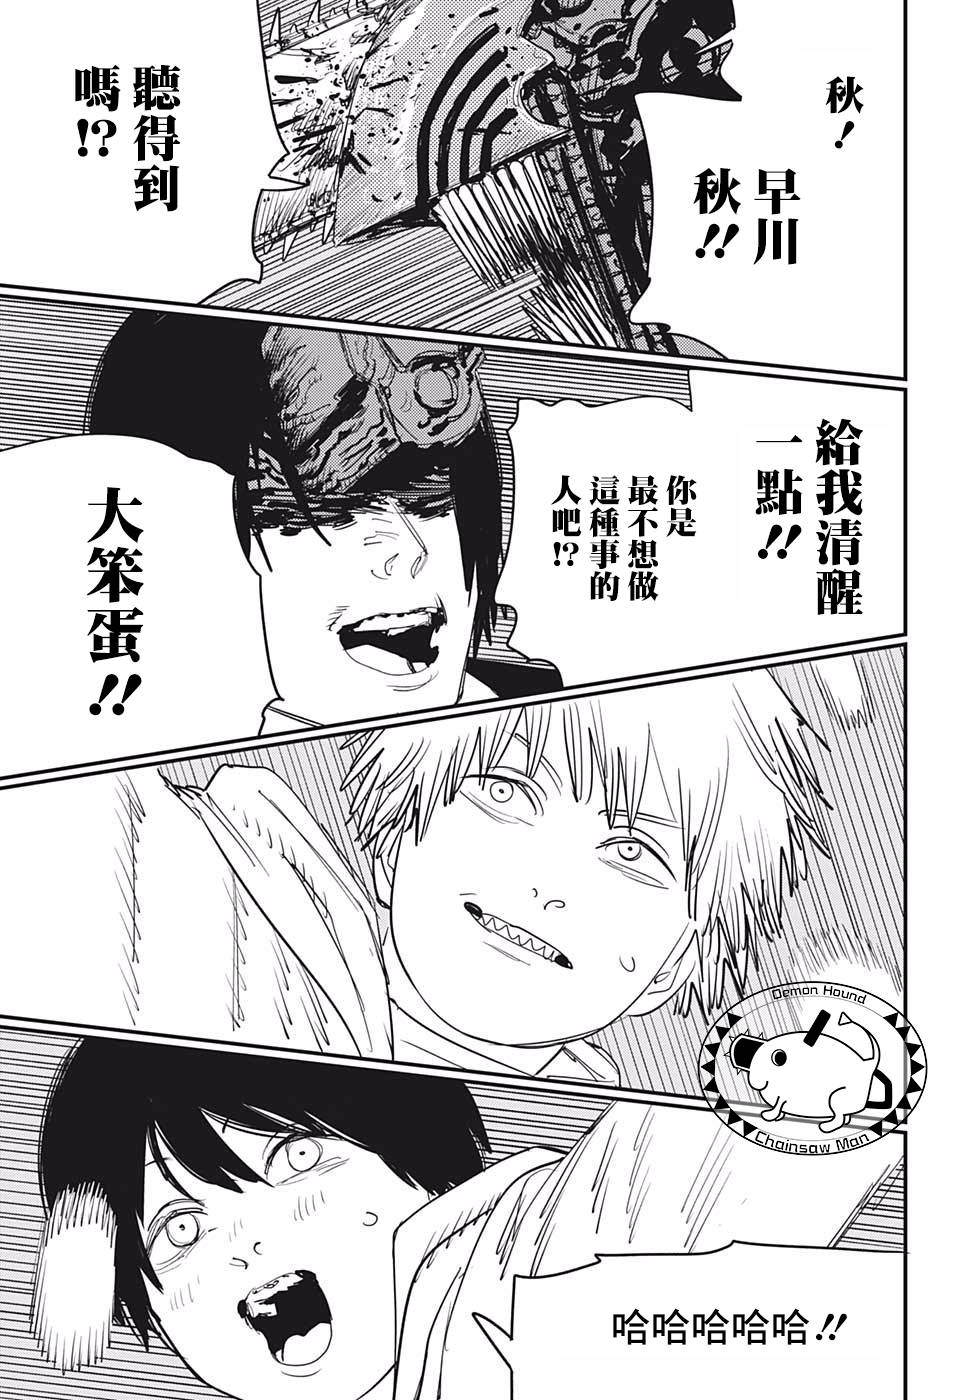 秋！
早川
秋！！
聽得到
嗎！？
給我清醒
一點！！
你是
最不想做
這種事的
人吧！？
大笨蛋！！
Demon Hound
Chainsaw Man
哈哈哈哈哈！！